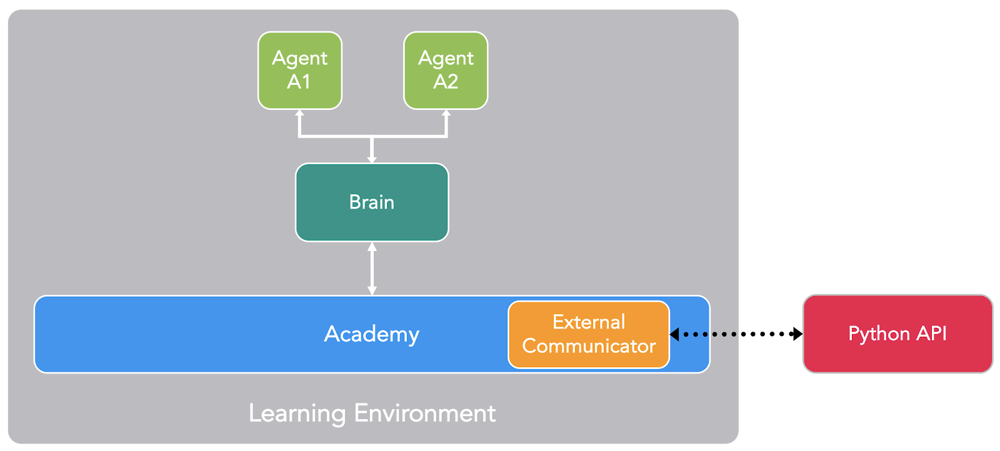 Agent
A1
Agent
A2
Brain
Academy
External
Communicator
Python API
Learning Environment